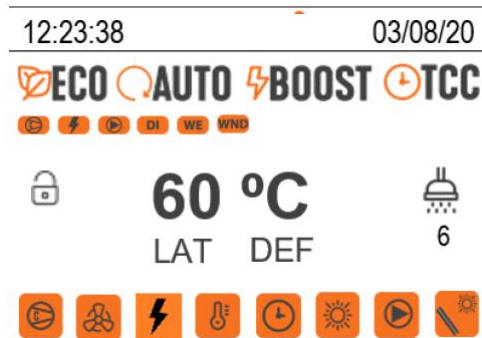 12:23:38 03/08/20
ECO AUTO BOOST TCC
DI WE WND
60 ºC
LAT DEF
6